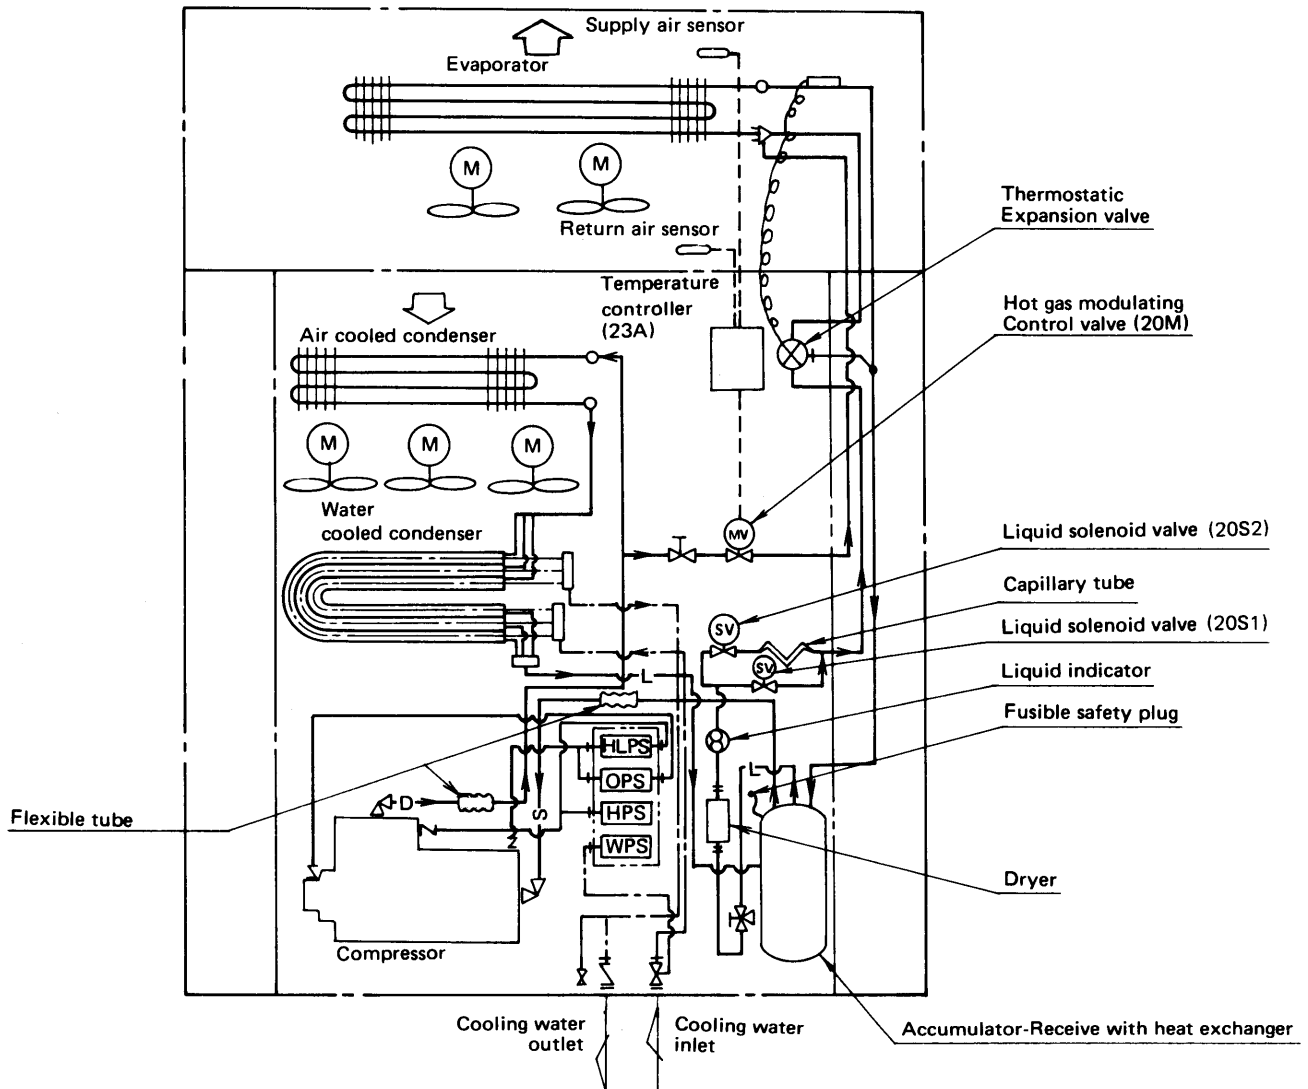 Supply air sensor
Evaporator
M
M
Return air sensor
Thermostatic
Expansion valve
Temperature
controller
(23A)
Hot gas modulating
Control valve (20M)
Air cooled condenser
M
M
M
Water
cooled condenser
MV
Liquid solenoid valve (20S2)
Capillary tube
SV
Liquid solenoid valve (20S1)
SV
L
Liquid indicator
Fusible safety plug
HLPS
L
OPS
D
HPS
S
Flexible tube
WPS
Dryer
Compressor
Cooling water
outlet
Cooling water
inlet
Accumulator-Receive with heat exchanger